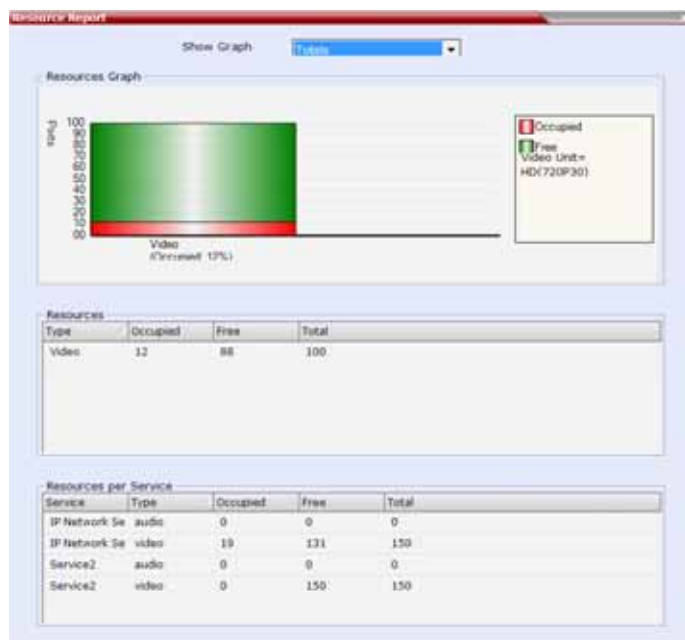 Resource Report
Show Graph Totals
Resources Graph
Ports
100
90
80
70
60
50
40
30
20
10
00
Video
(Occupied 12%)
Occupied
Free
Video Unit=
HD(720P30)
Resources
Type Occupied Free Total
Video 12 88 100
Resources per Service
Service Type Occupied Free Total
IP Network Se audio 0 0 0
IP Network Se video 19 131 150
Service2 audio 0 0 0
Service2 video 0 150 150